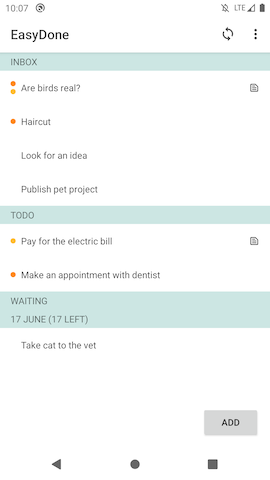 10:07
LTE
EasyDone
INBOX
Are birds real?
Haircut
Look for an idea
Publish pet project
TODO
Pay for the electric bill
Make an appointment with dentist
WAITING
17 JUNE (17 LEFT)
Take cat to the vet
ADD